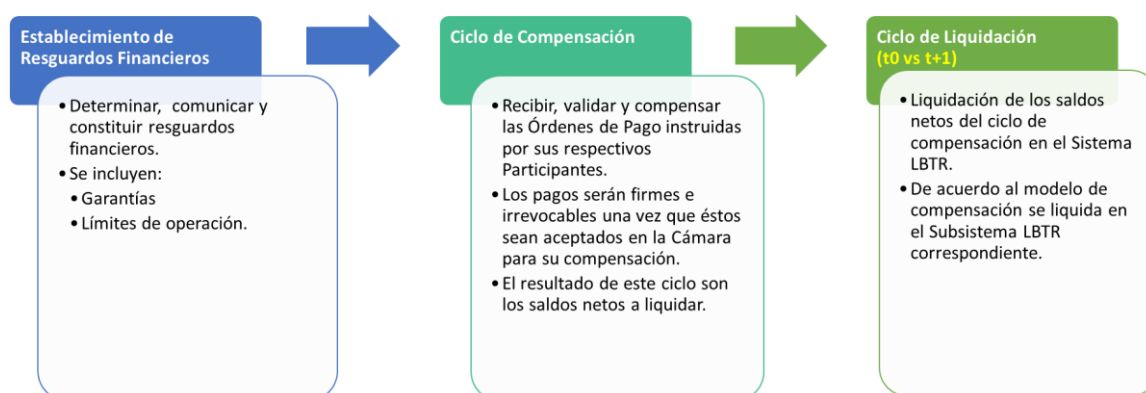 Establecimiento de
Resguardos Financieros
• Determinar, comunicar y
constituir resguardos
financieros.
• Se incluyen:
• Garantías
• Límites de operación.
Ciclo de Compensación
• Recibir, validar y compensar
las Órdenes de Pago instruidas
por sus respectivos
Participantes.
• Los pagos serán firmes e
irrevocables una vez que éstos
sean aceptados en la Cámara
para su compensación.
• El resultado de este ciclo son
los saldos netos a liquidar.
Ciclo de Liquidación
(t0 vs t+1)
• Liquidación de los saldos
netos del ciclo de
compensación en el Sistema
LBTR.
• De acuerdo al modelo de
compensación se liquida en
el Subsistema LBTR
correspondiente.